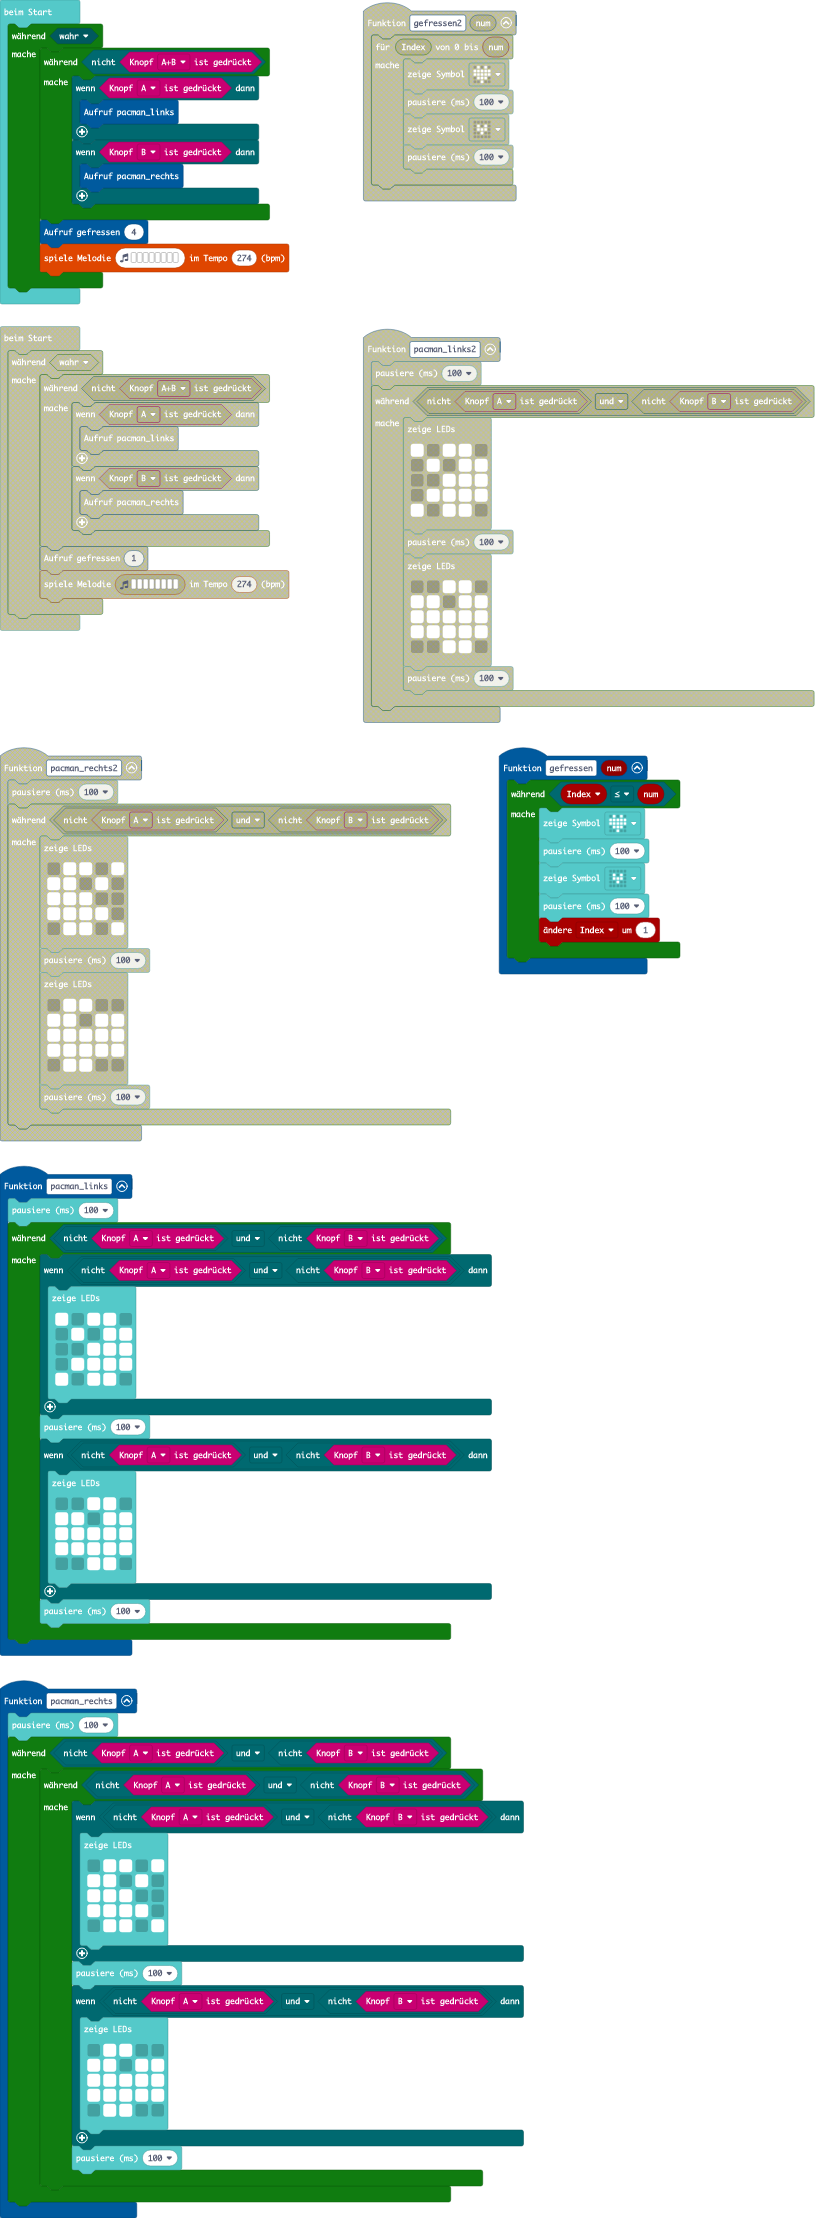 beim Start
während wahr
mache während nicht Knopf A+B ist gedrückt
mache wenn Knopf A ist gedrückt dann
Aufruf pacman_links
wenn Knopf B ist gedrückt dann
Aufruf pacman_rechts
Aufruf gefressen 4
spiele Melodie im Tempo 274 (bpm)
Funktion gefressen2 num
für Index von 0 bis num
mache zeige Symbol
pausiere (ms) 100
zeige Symbol
pausiere (ms) 100
beim Start
während wahr
mache während nicht Knopf A+B ist gedrückt
mache wenn Knopf A ist gedrückt dann
Aufruf pacman_links
wenn Knopf B ist gedrückt dann
Aufruf pacman_rechts
Aufruf gefressen 1
spiele Melodie im Tempo 274 (bpm)
Funktion pacman_links2
pausiere (ms) 100
während nicht Knopf A ist gedrückt und nicht Knopf B ist gedrückt
mache zeige LEDs
pausiere (ms) 100
zeige LEDs
pausiere (ms) 100
Funktion pacman_rechts2
pausiere (ms) 100
während nicht Knopf A ist gedrückt und nicht Knopf B ist gedrückt
mache zeige LEDs
pausiere (ms) 100
zeige LEDs
pausiere (ms) 100
Funktion gefressen num
während Index ≤ num
mache zeige Symbol
pausiere (ms) 100
zeige Symbol
pausiere (ms) 100
ändere Index um 1
Funktion pacman_links
pausiere (ms) 100
während nicht Knopf A ist gedrückt und nicht Knopf B ist gedrückt
mache wenn nicht Knopf A ist gedrückt und nicht Knopf B ist gedrückt dann
zeige LEDs
pausiere (ms) 100
wenn nicht Knopf A ist gedrückt und nicht Knopf B ist gedrückt dann
zeige LEDs
pausiere (ms) 100
Funktion pacman_rechts
pausiere (ms) 100
während nicht Knopf A ist gedrückt und nicht Knopf B ist gedrückt
mache während nicht Knopf A ist gedrückt und nicht Knopf B ist gedrückt
mache wenn nicht Knopf A ist gedrückt und nicht Knopf B ist gedrückt dann
zeige LEDs
pausiere (ms) 100
wenn nicht Knopf A ist gedrückt und nicht Knopf B ist gedrückt dann
zeige LEDs
pausiere (ms) 100